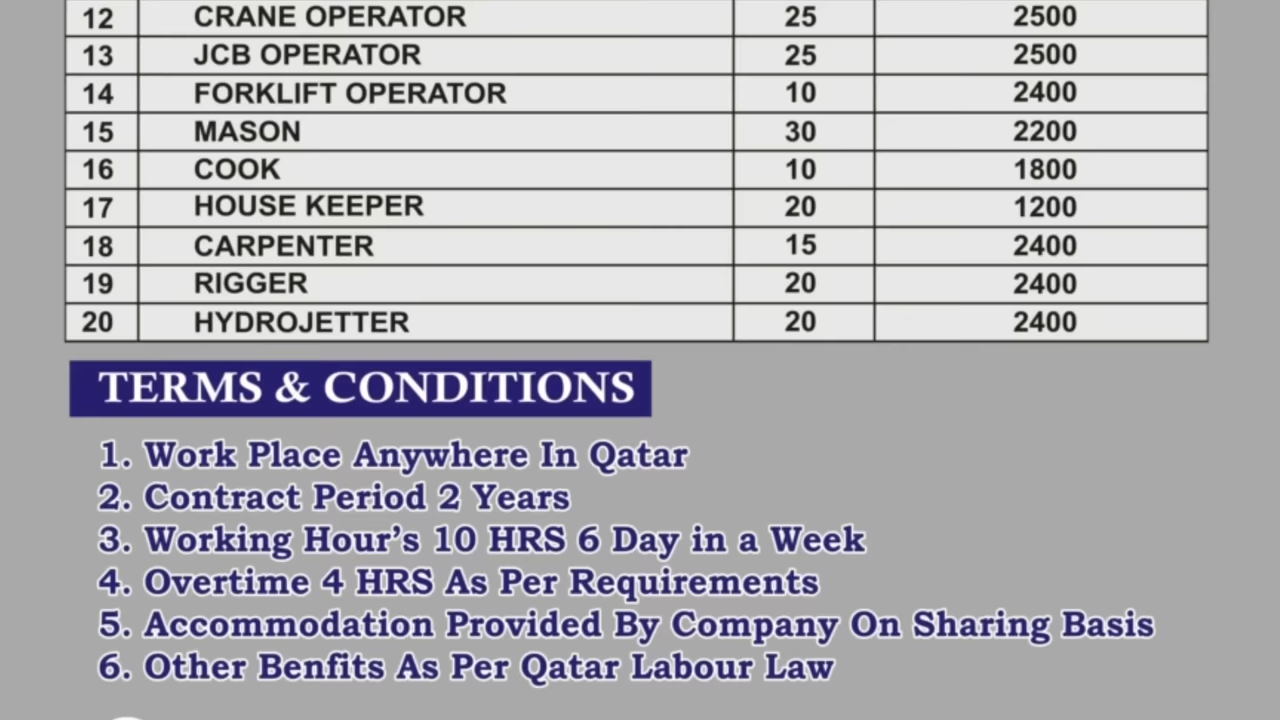 12 CRANE OPERATOR 25 2500
13 JCB OPERATOR 25 2500
14 FORKLIFT OPERATOR 10 2400
15 MASON 30 2200
16 COOK 10 1800
17 HOUSE KEEPER 20 1200
18 CARPENTER 15 2400
19 RIGGER 20 2400
20 HYDROJETTER 20 2400
TERMS & CONDITIONS
1. Work Place Anywhere In Qatar
2. Contract Period 2 Years
3. Working Hour’s 10 HRS 6 Day in a Week
4. Overtime 4 HRS As Per Requirements
5. Accommodation Provided By Company On Sharing Basis
6. Other Benfits As Per Qatar Labour Law